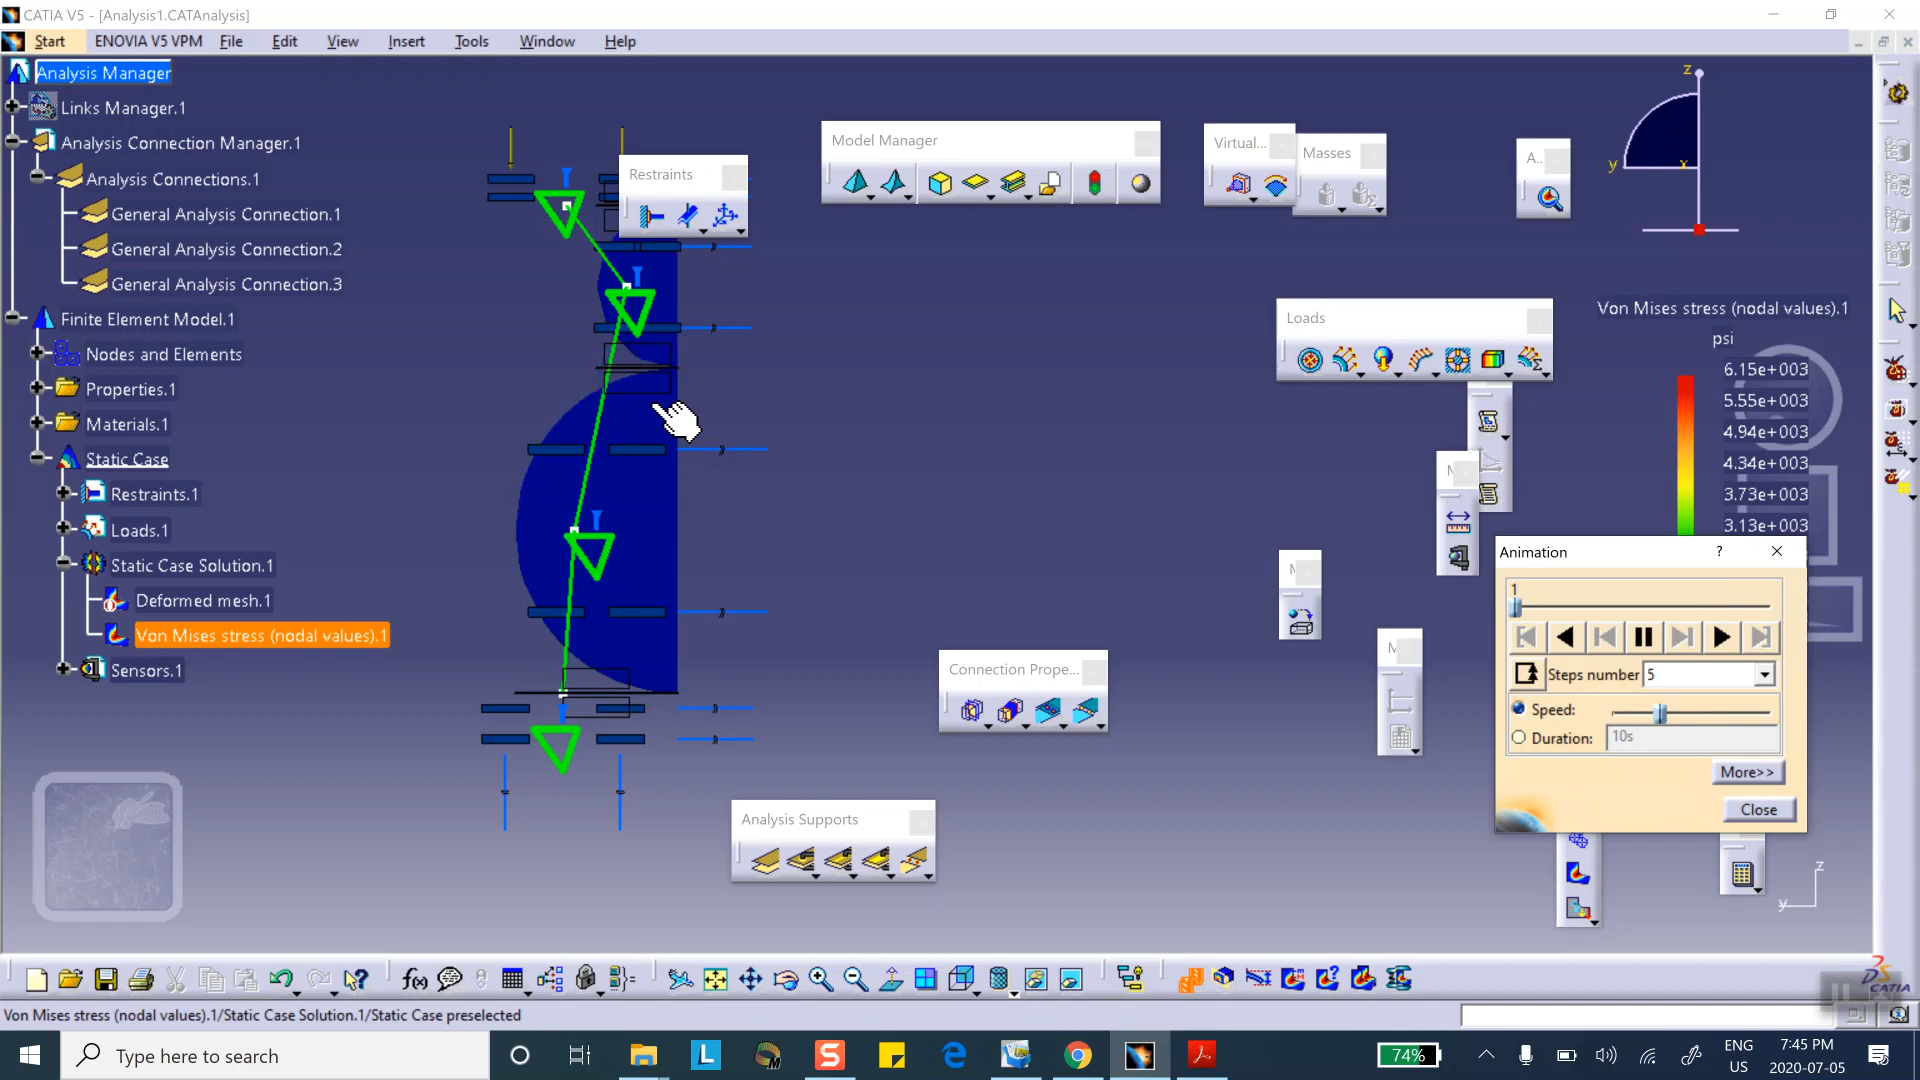 CATIA V5 - [Analysis1.CATAnalysis]
Start ENOVIA V5 VPM File Edit View Insert Tools Window Help
Analysis Manager
Links Manager.1
Analysis Connection Manager.1
Analysis Connections.1
General Analysis Connection.1
General Analysis Connection.2
General Analysis Connection.3
Finite Element Model.1
Nodes and Elements
Properties.1
Materials.1
Static Case
Restraints.1
Loads.1
Static Case Solution.1
Deformed mesh.1
Von Mises stress (nodal values).1
Sensors.1
Restraints
Model Manager
Virtual...
Masses
A..
z
y
x
Loads
Von Mises stress (nodal values).1
psi
6.15e+003
5.55e+003
4.94e+003
4.34e+003
3.73e+003
3.13e+003
Connection Prope...
Analysis Supports
Animation ?
1
Steps number 5
Speed:
Duration: 10s
More>>
Close
z
y
f(x)
CATIA
Von Mises stress (nodal values).1/Static Case Solution.1/Static Case preselected
Type here to search
L
S
74%
ENG
US
7:45 PM
2020-07-05